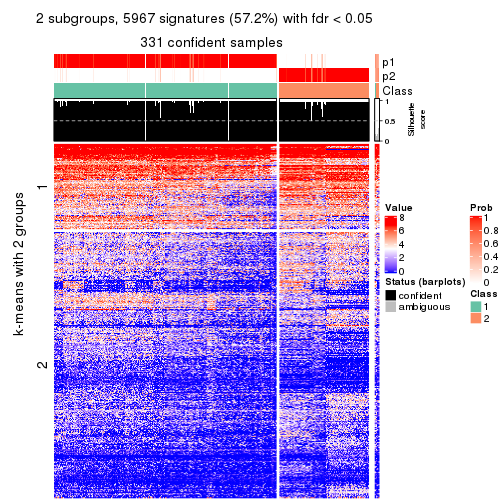 2 subgroups, 5967 signatures (57.2%) with fdr < 0.05
331 confident samples
p1
p2
Class
1
0.5
0
Silhouette
score
k-means with 2 groups
1
2
Value
8
6
4
2
0
Status (barplots)
confident
ambiguous
Prob
1
0.8
0.6
0.4
0.2
0
Class
1
2